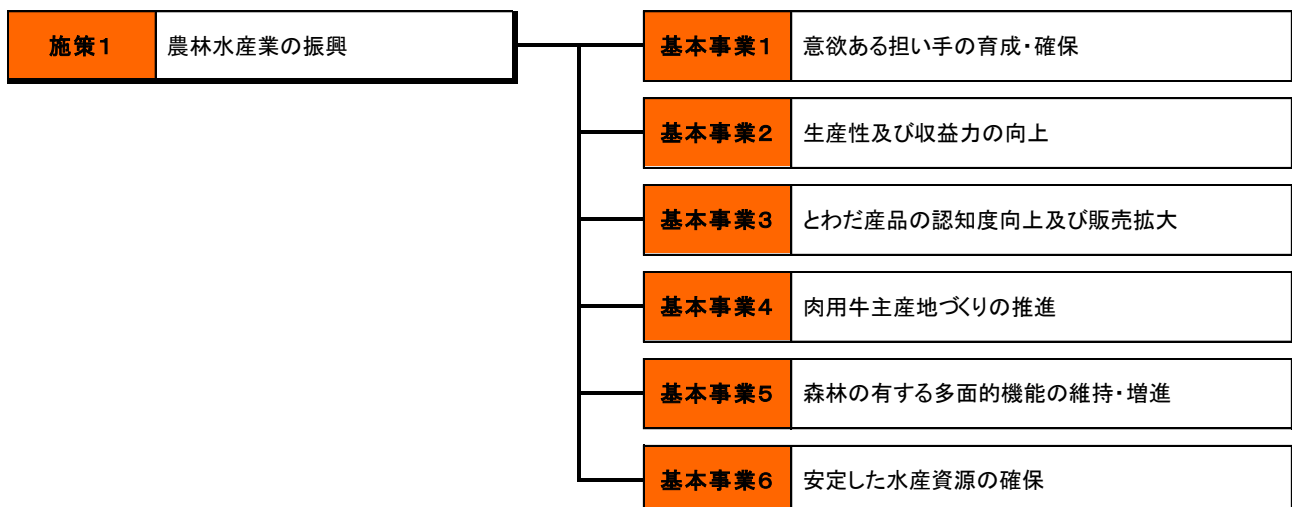 施策1 農林水産業の振興
基本事業1 意欲ある担い手の育成・確保
基本事業2 生産性及び収益力の向上
基本事業3 とわだ産品の認知度向上及び販売拡大
基本事業4 肉用牛主産地づくりの推進
基本事業5 森林の有する多面的機能の維持・増進
基本事業6 安定した水産資源の確保